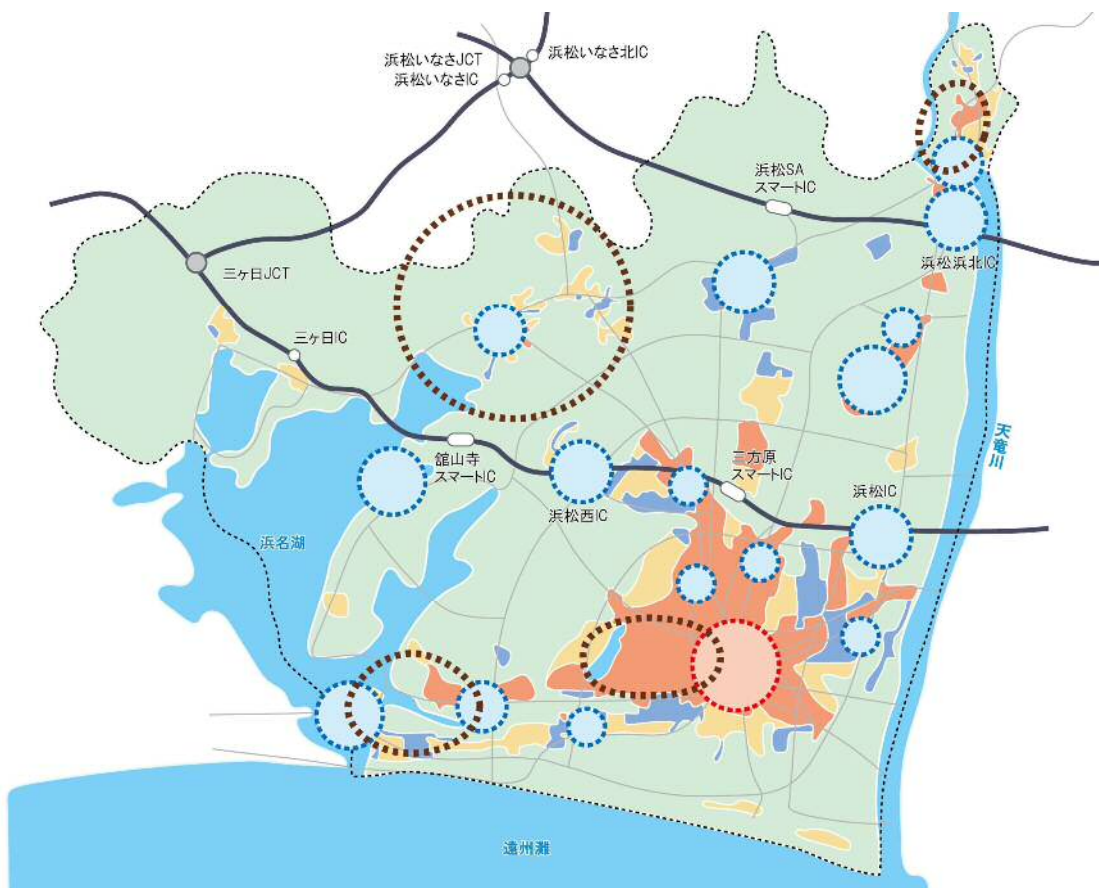 浜松いなさJCT
浜松いなさIC
浜松いなさ北IC
浜松SA
スマートIC
浜松浜北IC
三ヶ日JCT
三ヶ日IC
舘山寺
スマートIC
浜松西IC
三方原
スマートIC
浜松IC
天竜川
浜名湖
遠州灘